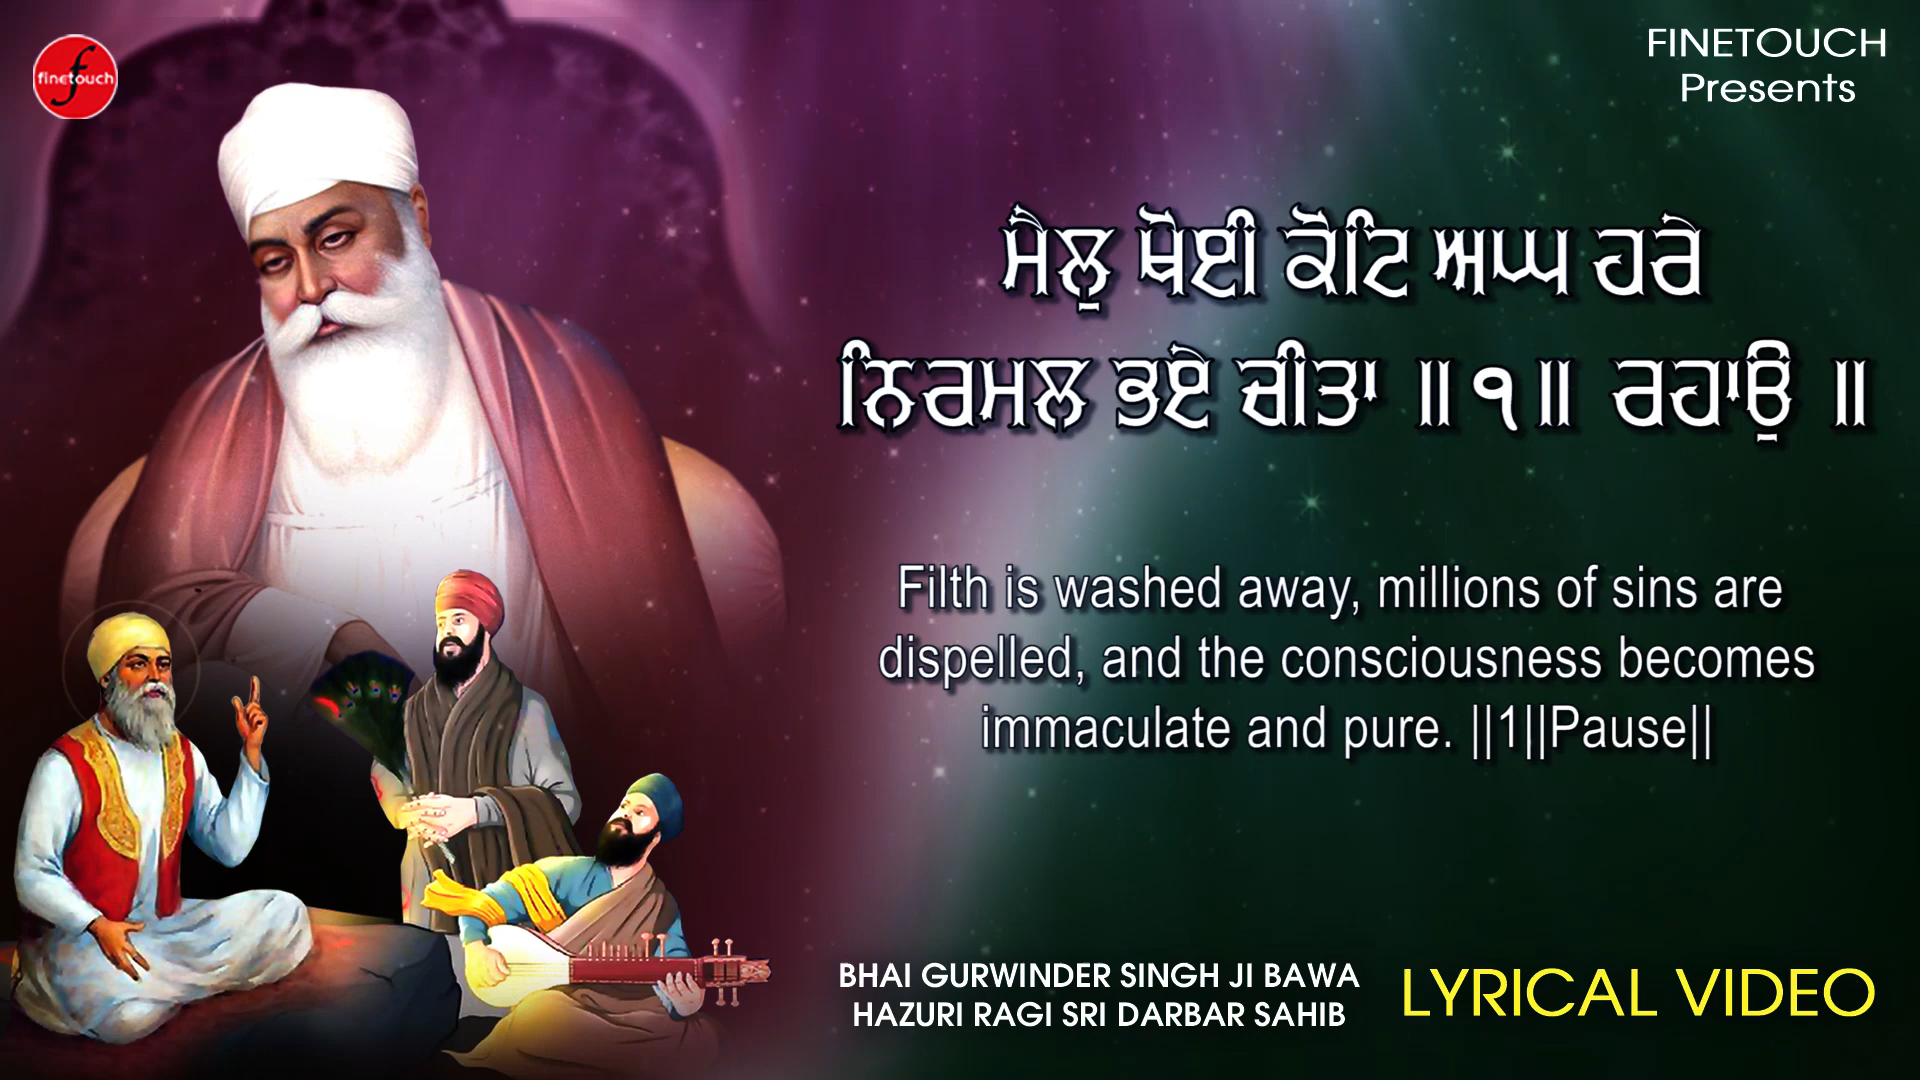 finetouch
FINETOUCH
Presents
ਮੈਲੁ ਖੋਈ ਕੋਟਿ ਅਘ ਹਰੇ
ਨਿਰਮਲ ਭਏ ਚੀਤਾ ॥੧॥ ਰਹਾਉ ॥
Filth is washed away, millions of sins are
dispelled, and the consciousness becomes
immaculate and pure. ||1||Pause||
BHAI GURWINDER SINGH JI BAWA
HAZURI RAGI SRI DARBAR SAHIB
LYRICAL VIDEO